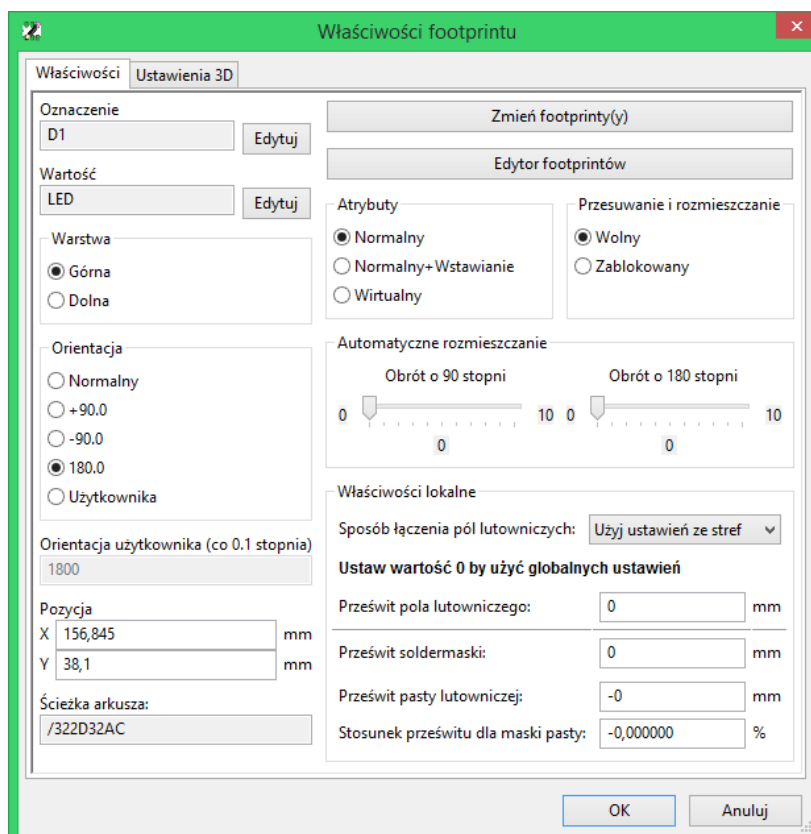 Właściwości footprintu
Właściwości
Ustawienia 3D
Oznaczenie
D1
Edytuj
Wartość
LED
Edytuj
Warstwa
Górna
Dolna
Orientacja
Normalny
+90.0
-90.0
180.0
Użytkownika
Orientacja użytkownika (co 0.1 stopnia)
1800
Pozycja
X 156,845 mm
Y 38,1 mm
Ścieżka arkusza:
/322D32AC
Zmień footprinty(y)
Edytor footprintów
Atrybuty
Normalny
Normalny+Wstawianie
Wirtualny
Przesuwanie i rozmieszczanie
Wolny
Zablokowany
Automatyczne rozmieszczanie
Obrót o 90 stopni
0 10
0
Obrót o 180 stopni
0 10
0
Właściwości lokalne
Sposób łączenia pól lutowniczych: Użyj ustawień ze stref
Ustaw wartość 0 by użyć globalnych ustawień
Prześwit pola lutowniczego: 0 mm
Prześwit soldermaski: 0 mm
Prześwit pasty lutowniczej: -0 mm
Stosunek prześwitu dla maski pasty: -0,000000 %
OK
Anuluj